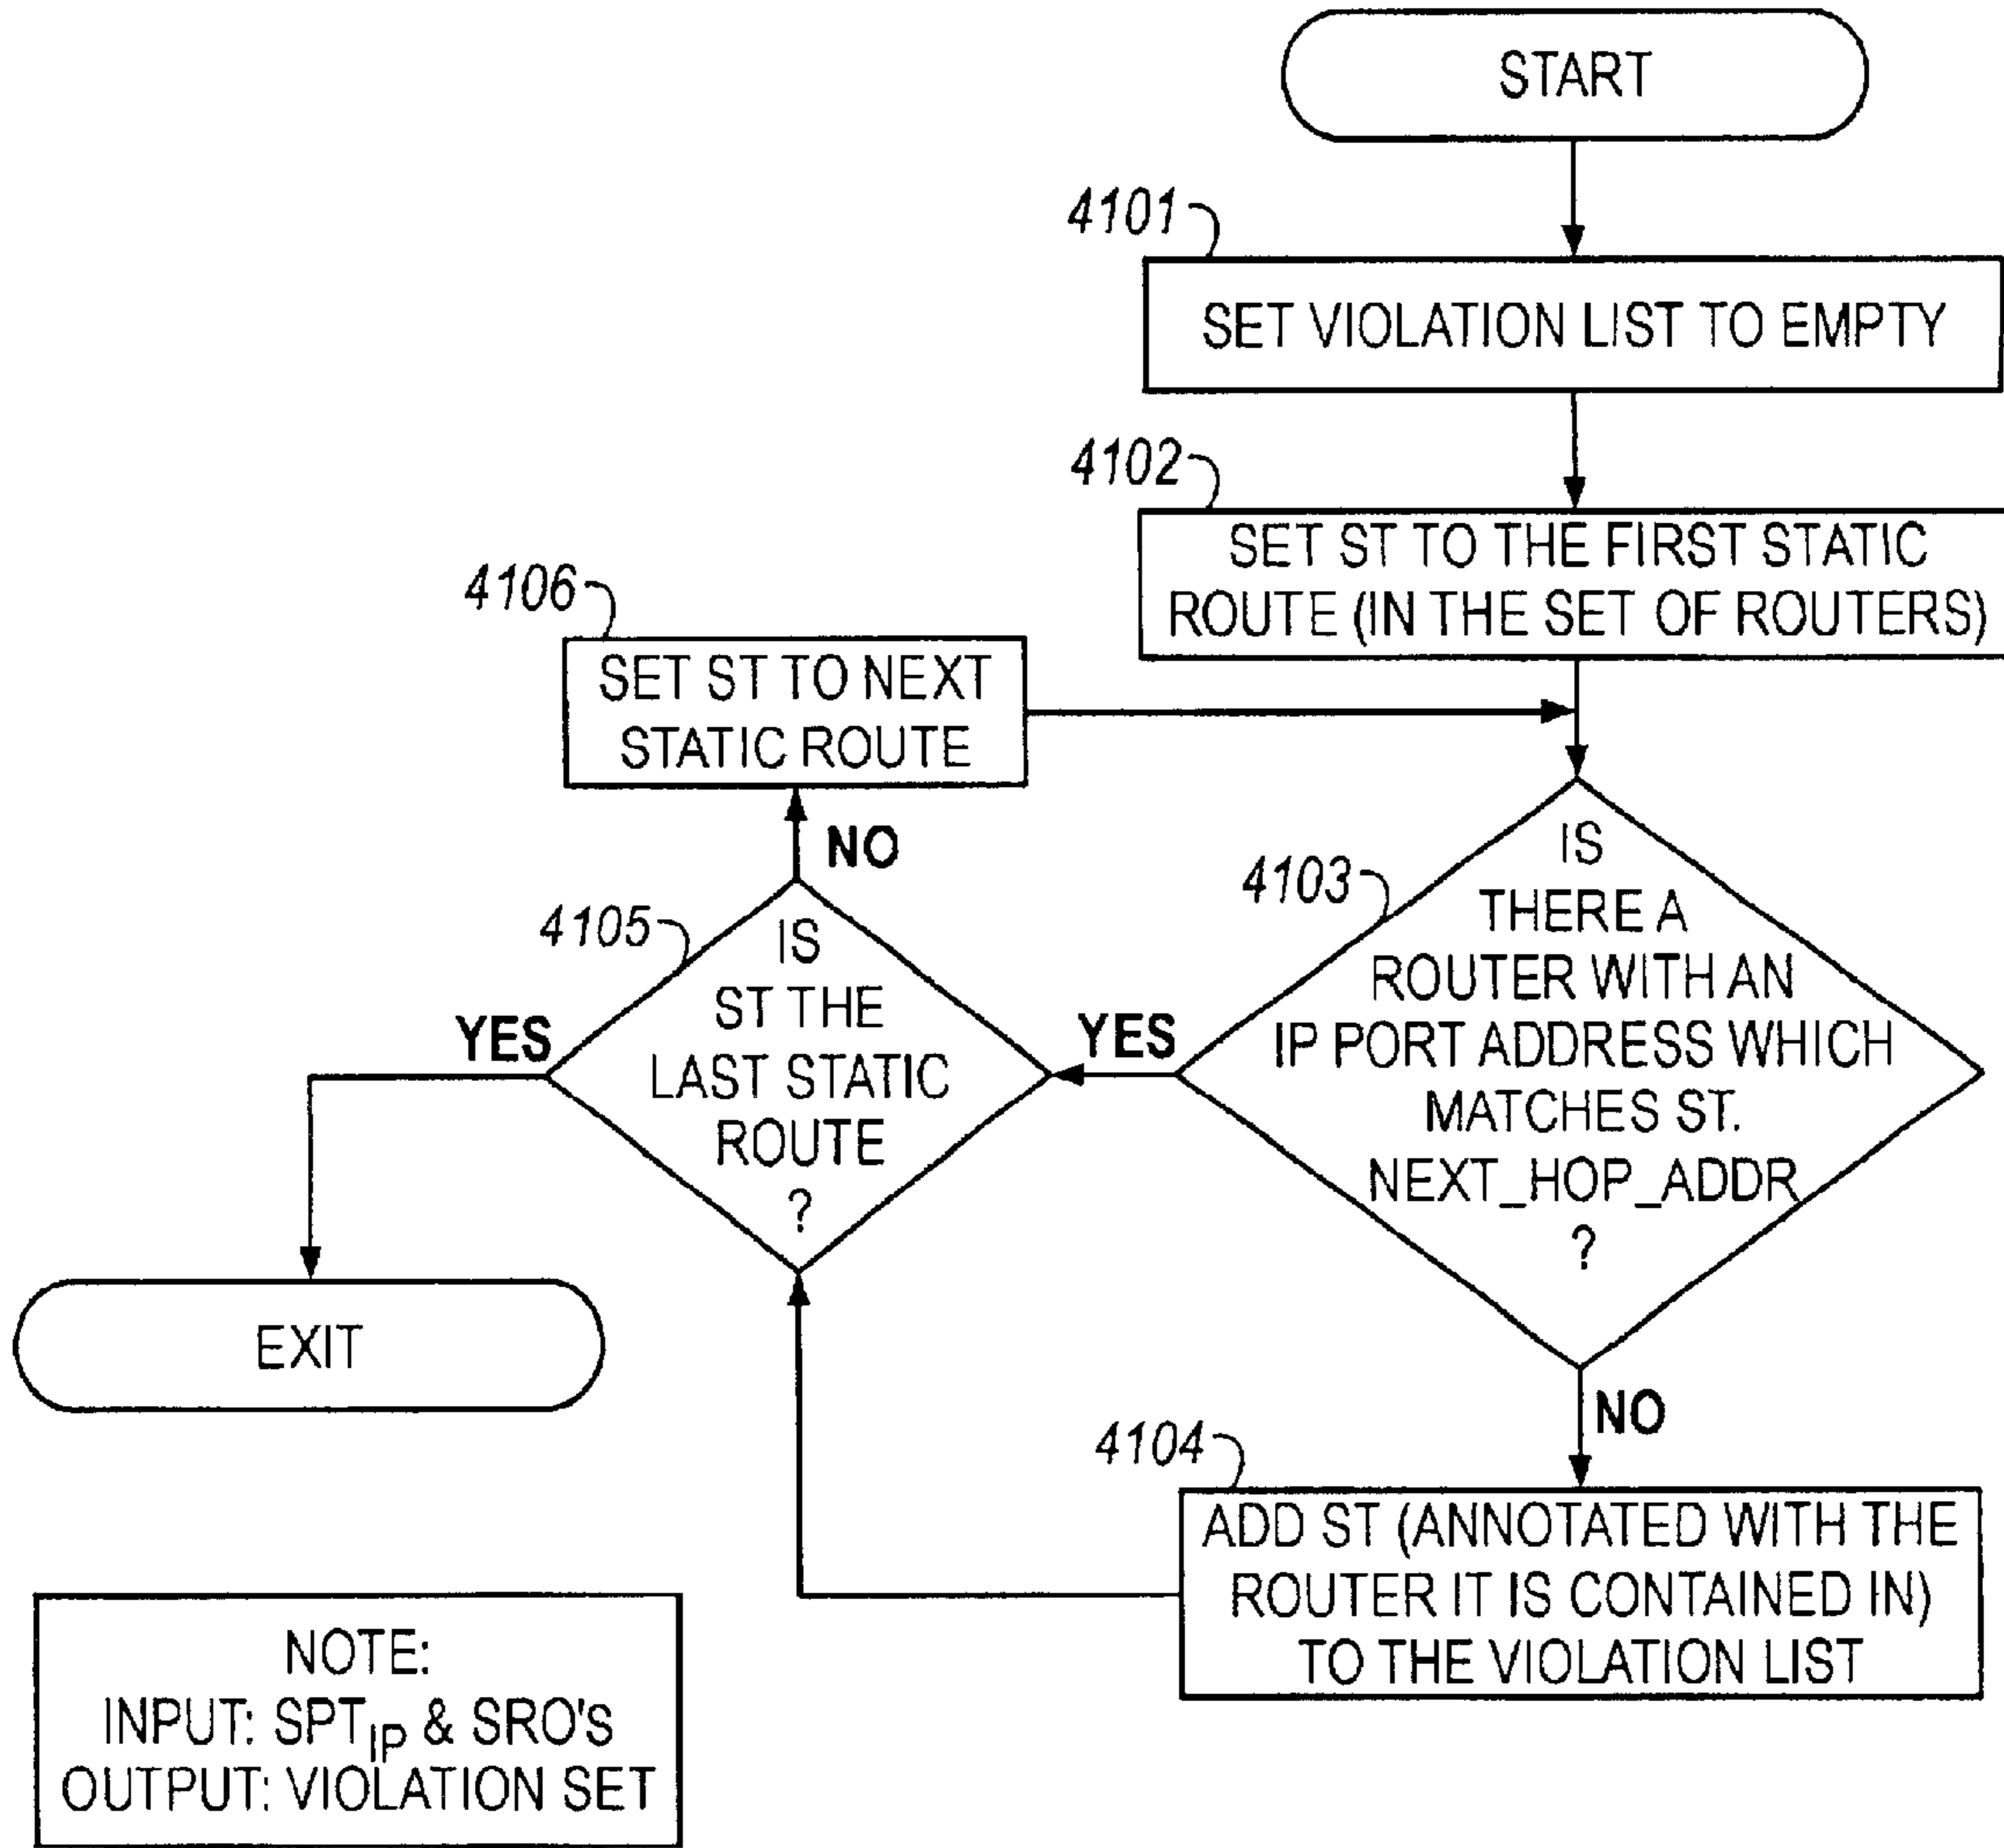 START
4101
SET VIOLATION LIST TO EMPTY
4102
SET ST TO THE FIRST STATIC
ROUTE (IN THE SET OF ROUTERS)
4106
SET ST TO NEXT
STATIC ROUTE
NO
4103
IS
THERE A
ROUTER WITH AN
IP PORT ADDRESS WHICH
MATCHES ST.
NEXT_HOP_ADDR
?
YES
4105
IS
ST THE
LAST STATIC
ROUTE
?
YES
EXIT
NO
4104
ADD ST (ANNOTATED WITH THE
ROUTER IT IS CONTAINED IN)
TO THE VIOLATION LIST
NOTE:
INPUT: SPT_IP & SRO'S
OUTPUT: VIOLATION SET